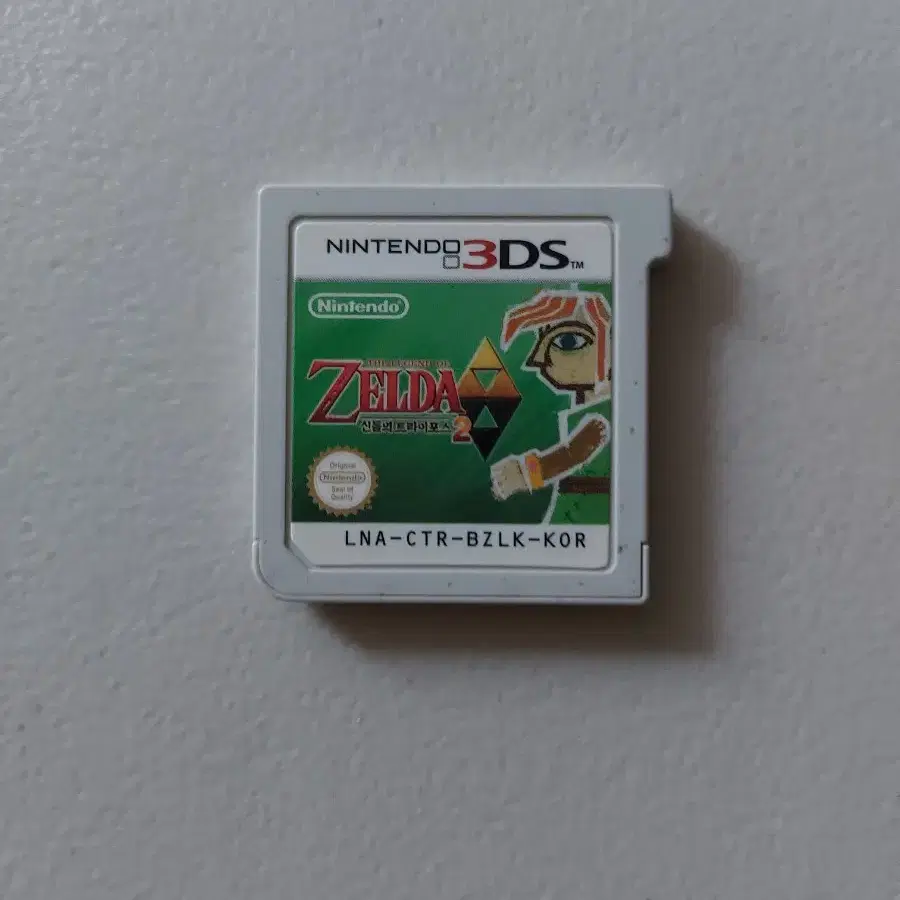 NINTENDO 3DS™
Nintendo®
THE LEGEND OF
ZELDA
신들의 트라이포스 2
Original
Nintendo
Seal of
Quality
LNA-CTR-BZLK-KOR